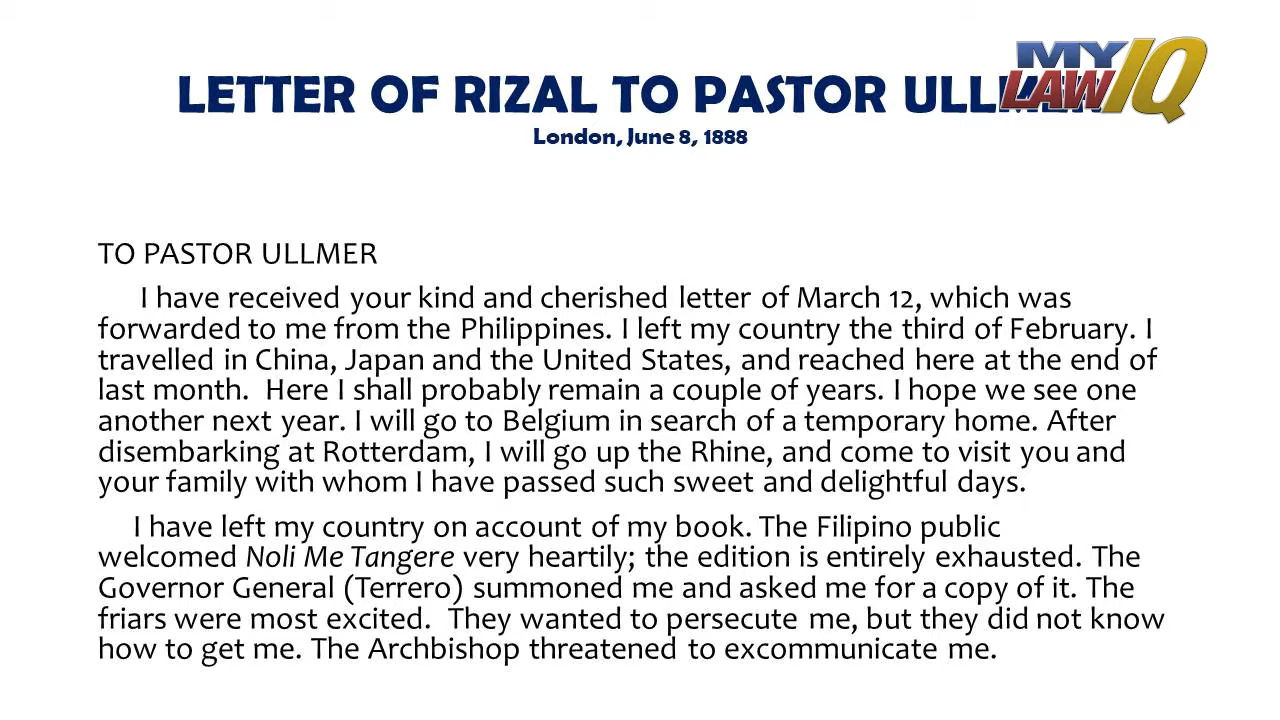 LETTER OF RIZAL TO PASTOR ULLMER
MY
LAW IQ
London, June 8, 1888
TO PASTOR ULLMER
I have received your kind and cherished letter of March 12, which was
forwarded to me from the Philippines. I left my country the third of February. I
travelled in China, Japan and the United States, and reached here at the end of
last month. Here I shall probably remain a couple of years. I hope we see one
another next year. I will go to Belgium in search of a temporary home. After
disembarking at Rotterdam, I will go up the Rhine, and come to visit you and
your family with whom I have passed such sweet and delightful days.
I have left my country on account of my book. The Filipino public
welcomed Noli Me Tangere very heartily; the edition is entirely exhausted. The
Governor General (Terrero) summoned me and asked me for a copy of it. The
friars were most excited. They wanted to persecute me, but they did not know
how to get me. The Archbishop threatened to excommunicate me.